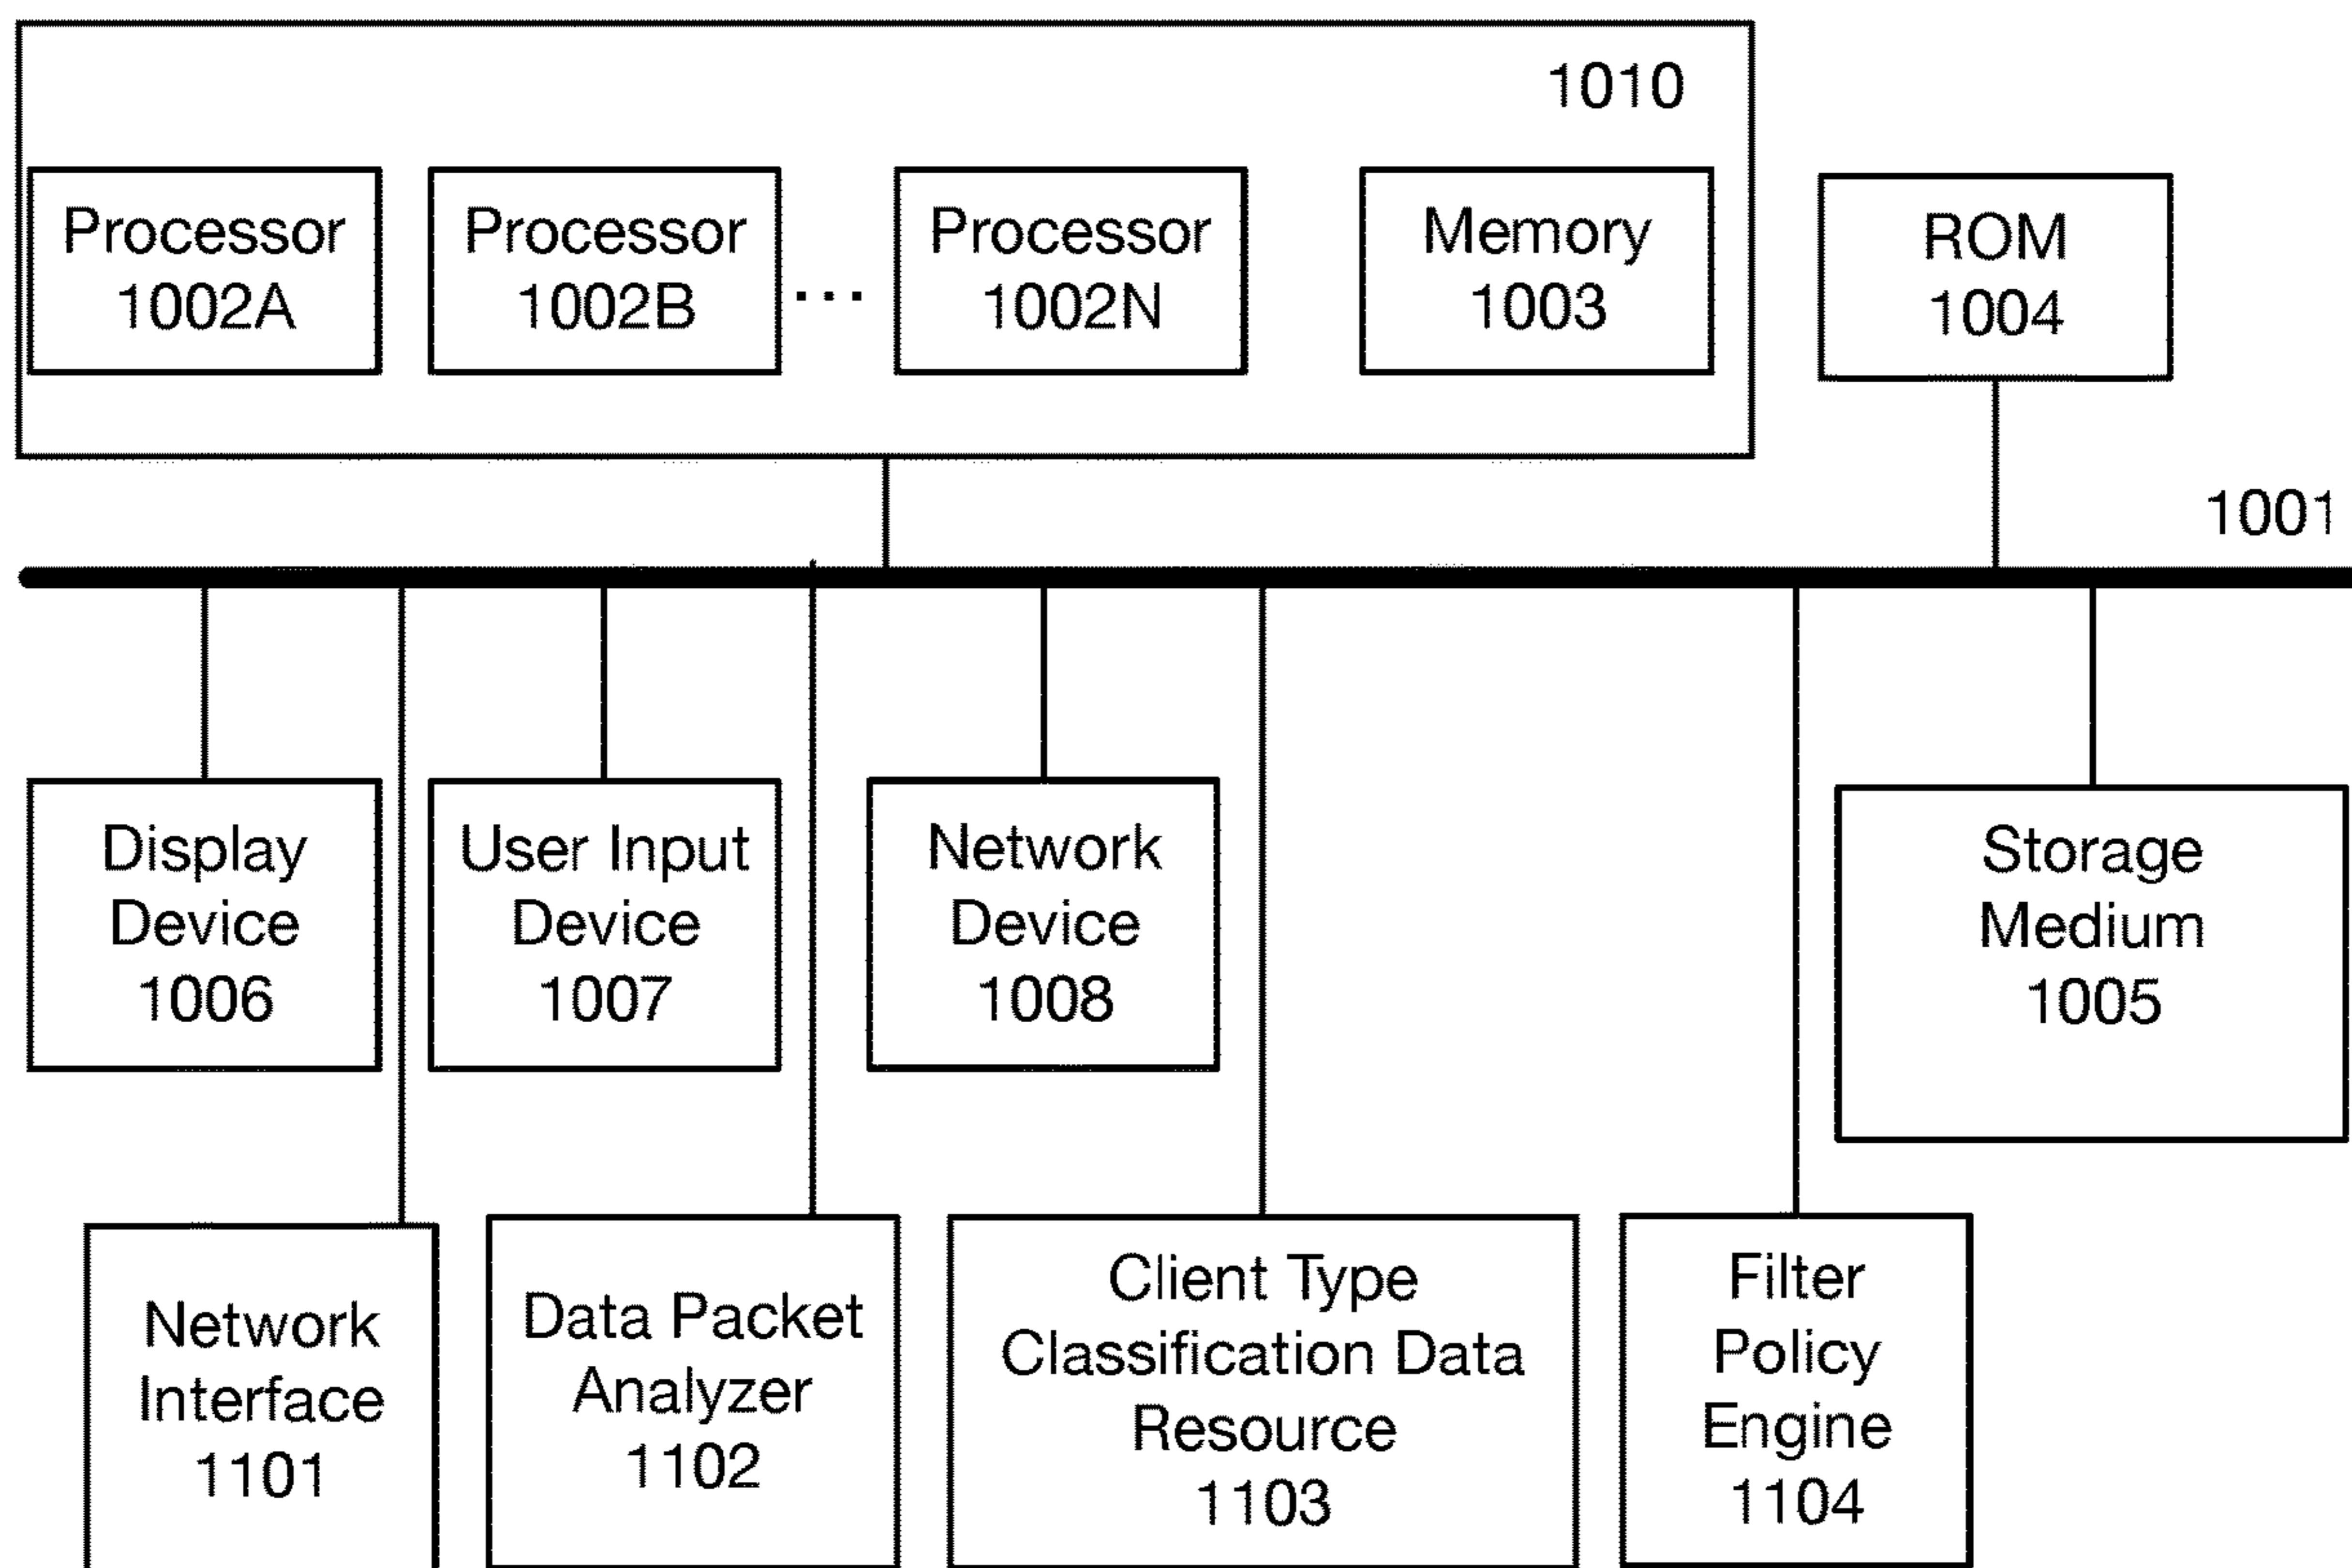 1010
Processor
1002A
Processor
1002B
...
Processor
1002N
Memory
1003
ROM
1004
1001
Display
Device
1006
User Input
Device
1007
Network
Device
1008
Storage
Medium
1005
Network
Interface
1101
Data Packet
Analyzer
1102
Client Type
Classification Data
Resource
1103
Filter
Policy
Engine
1104